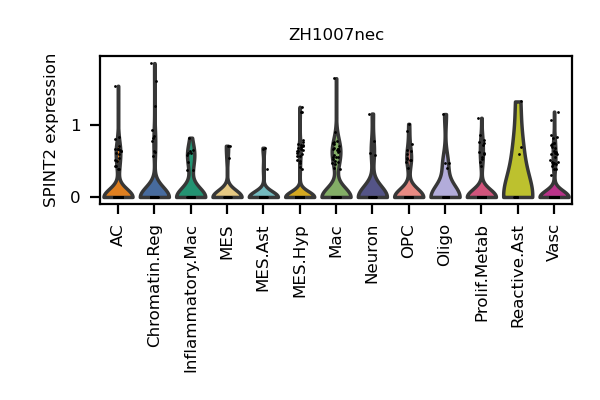 ZH1007nec
SPINT2 expression
1
0
AC
Chromatin.Reg
Inflammatory.Mac
MES
MES.Ast
MES.Hyp
Mac
Neuron
OPC
Oligo
Prolif.Metab
Reactive.Ast
Vasc